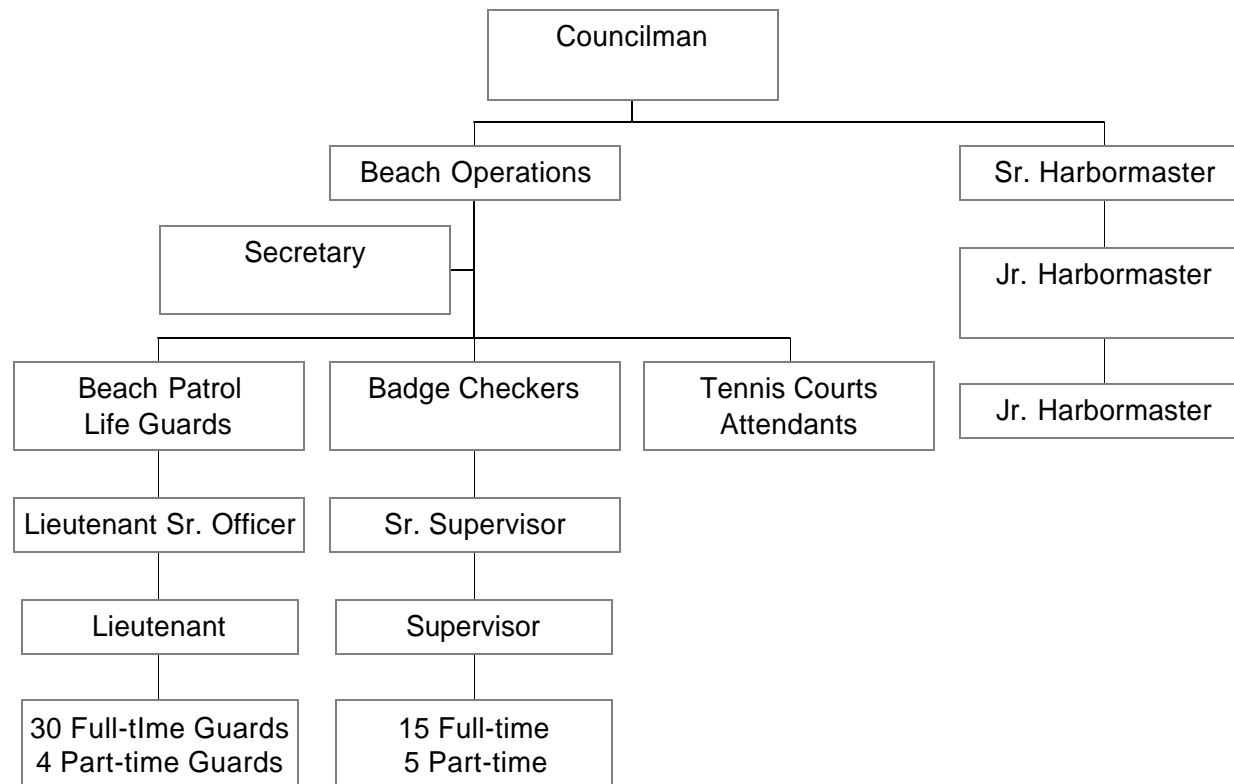 Councilman
Beach Operations
Sr. Harbormaster
Secretary
Jr. Harbormaster
Beach Patrol
Life Guards
Badge Checkers
Tennis Courts
Attendants
Jr. Harbormaster
Lieutenant Sr. Officer
Sr. Supervisor
Lieutenant
Supervisor
30 Full-tIme Guards
4 Part-time Guards
15 Full-time
5 Part-time